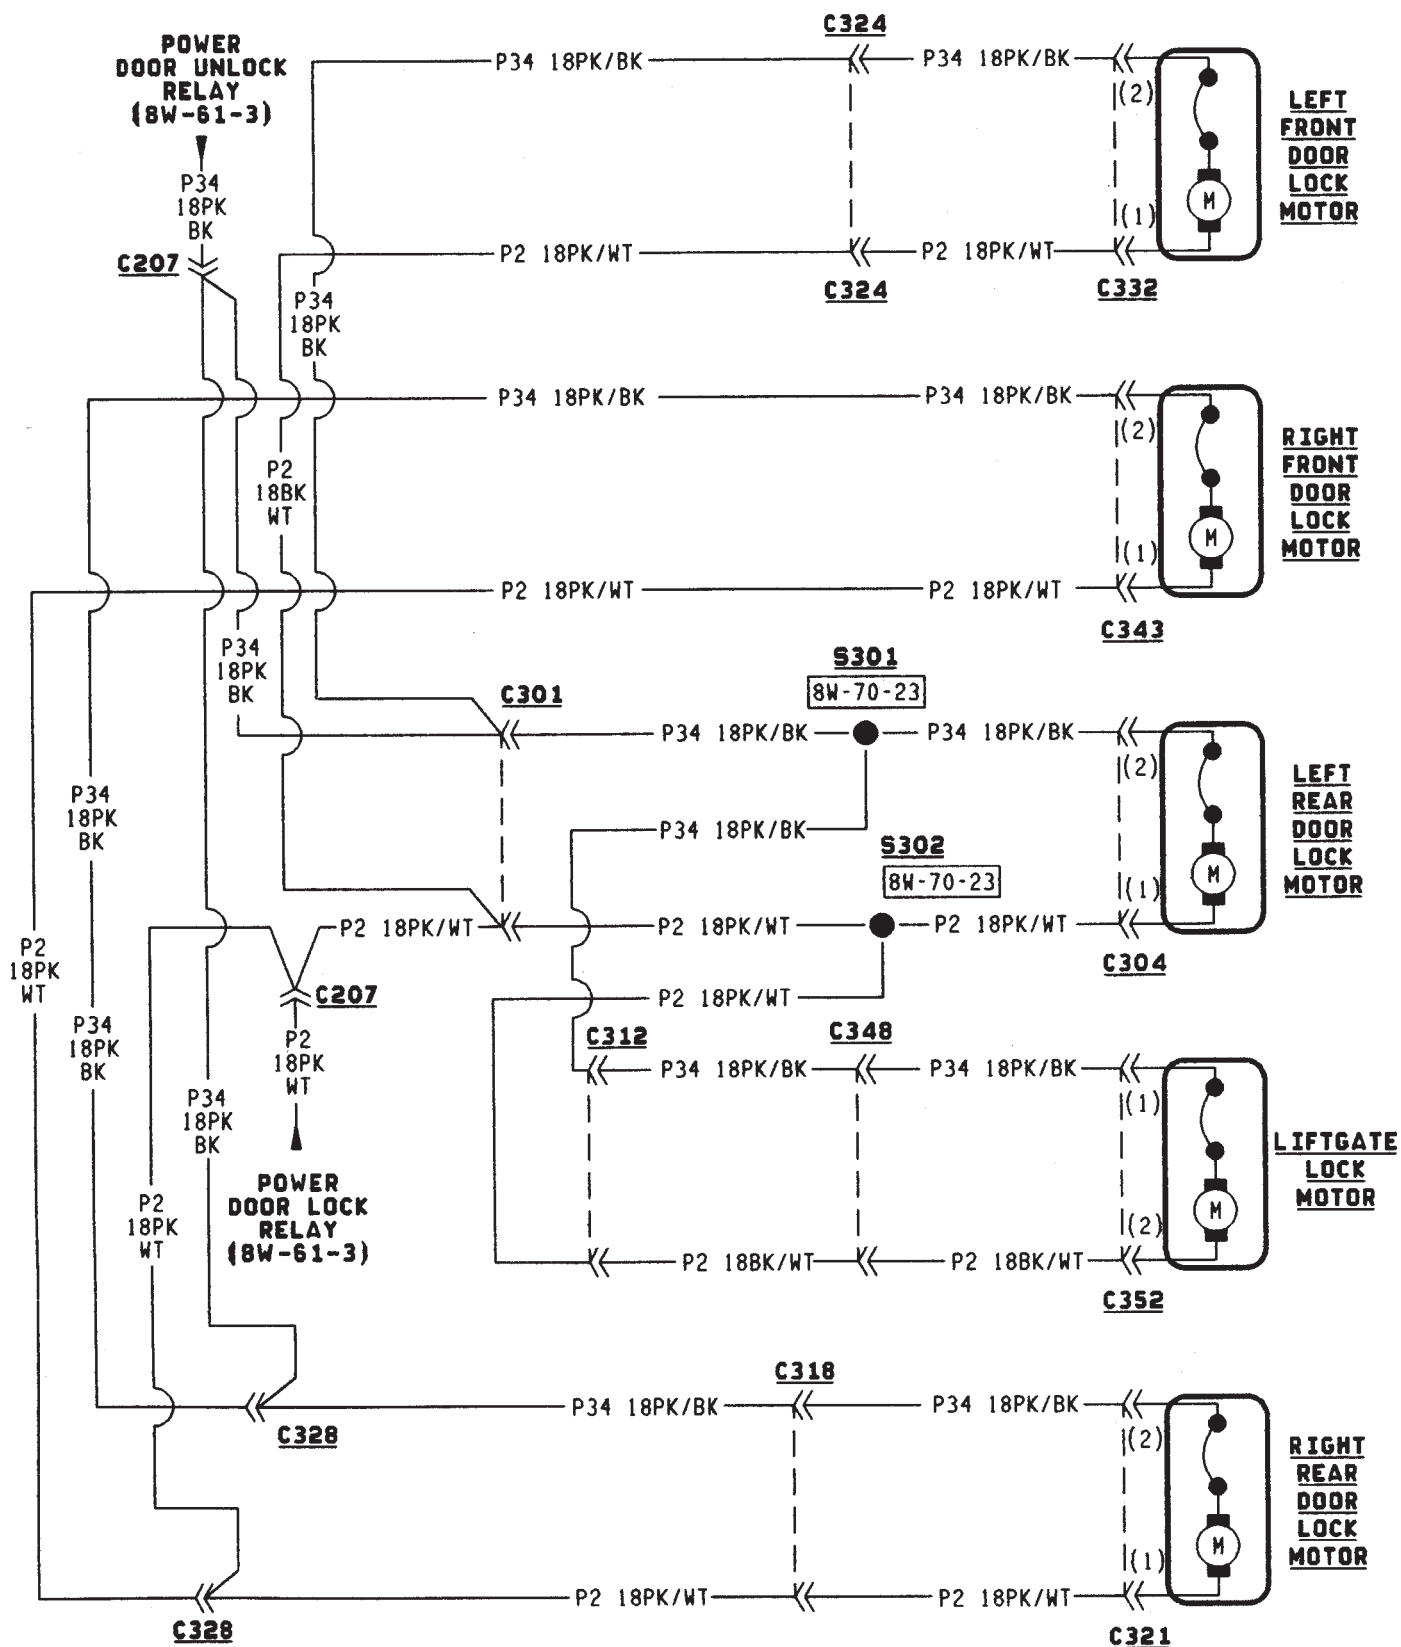 C324
POWER
DOOR UNLOCK
RELAY
(8W-61-3)
P34 18PK/BK
P34 18PK/BK
(2)
LEFT
FRONT
DOOR
LOCK
MOTOR
M
(1)
P34
18PK
BK
C207
P2 18PK/WT
P2 18PK/WT
C324
C332
P34
18PK
BK
P34 18PK/BK
P34 18PK/BK
(2)
RIGHT
FRONT
DOOR
LOCK
MOTOR
M
(1)
P2
18BK
WT
P2 18PK/WT
P2 18PK/WT
C343
P34
18PK
BK
S301
8W-70-23
C301
P34 18PK/BK
P34 18PK/BK
(2)
LEFT
REAR
DOOR
LOCK
MOTOR
M
(1)
P34
18PK
BK
P34 18PK/BK
S302
8W-70-23
P2 18PK/WT
P2 18PK/WT
P2 18PK/WT
C304
P2
18PK
WT
C207
P2 18PK/WT
P34
18PK
BK
P2
18PK
WT
C312
C348
P34 18PK/BK
P34 18PK/BK
(1)
LIFTGATE
LOCK
MOTOR
M
(2)
P34
18PK
BK
POWER
DOOR LOCK
RELAY
(8W-61-3)
P2
18PK
WT
P2 18BK/WT
P2 18BK/WT
C352
C318
P34 18PK/BK
P34 18PK/BK
C328
(2)
RIGHT
REAR
DOOR
LOCK
MOTOR
M
(1)
P2 18PK/WT
P2 18PK/WT
C328
C321